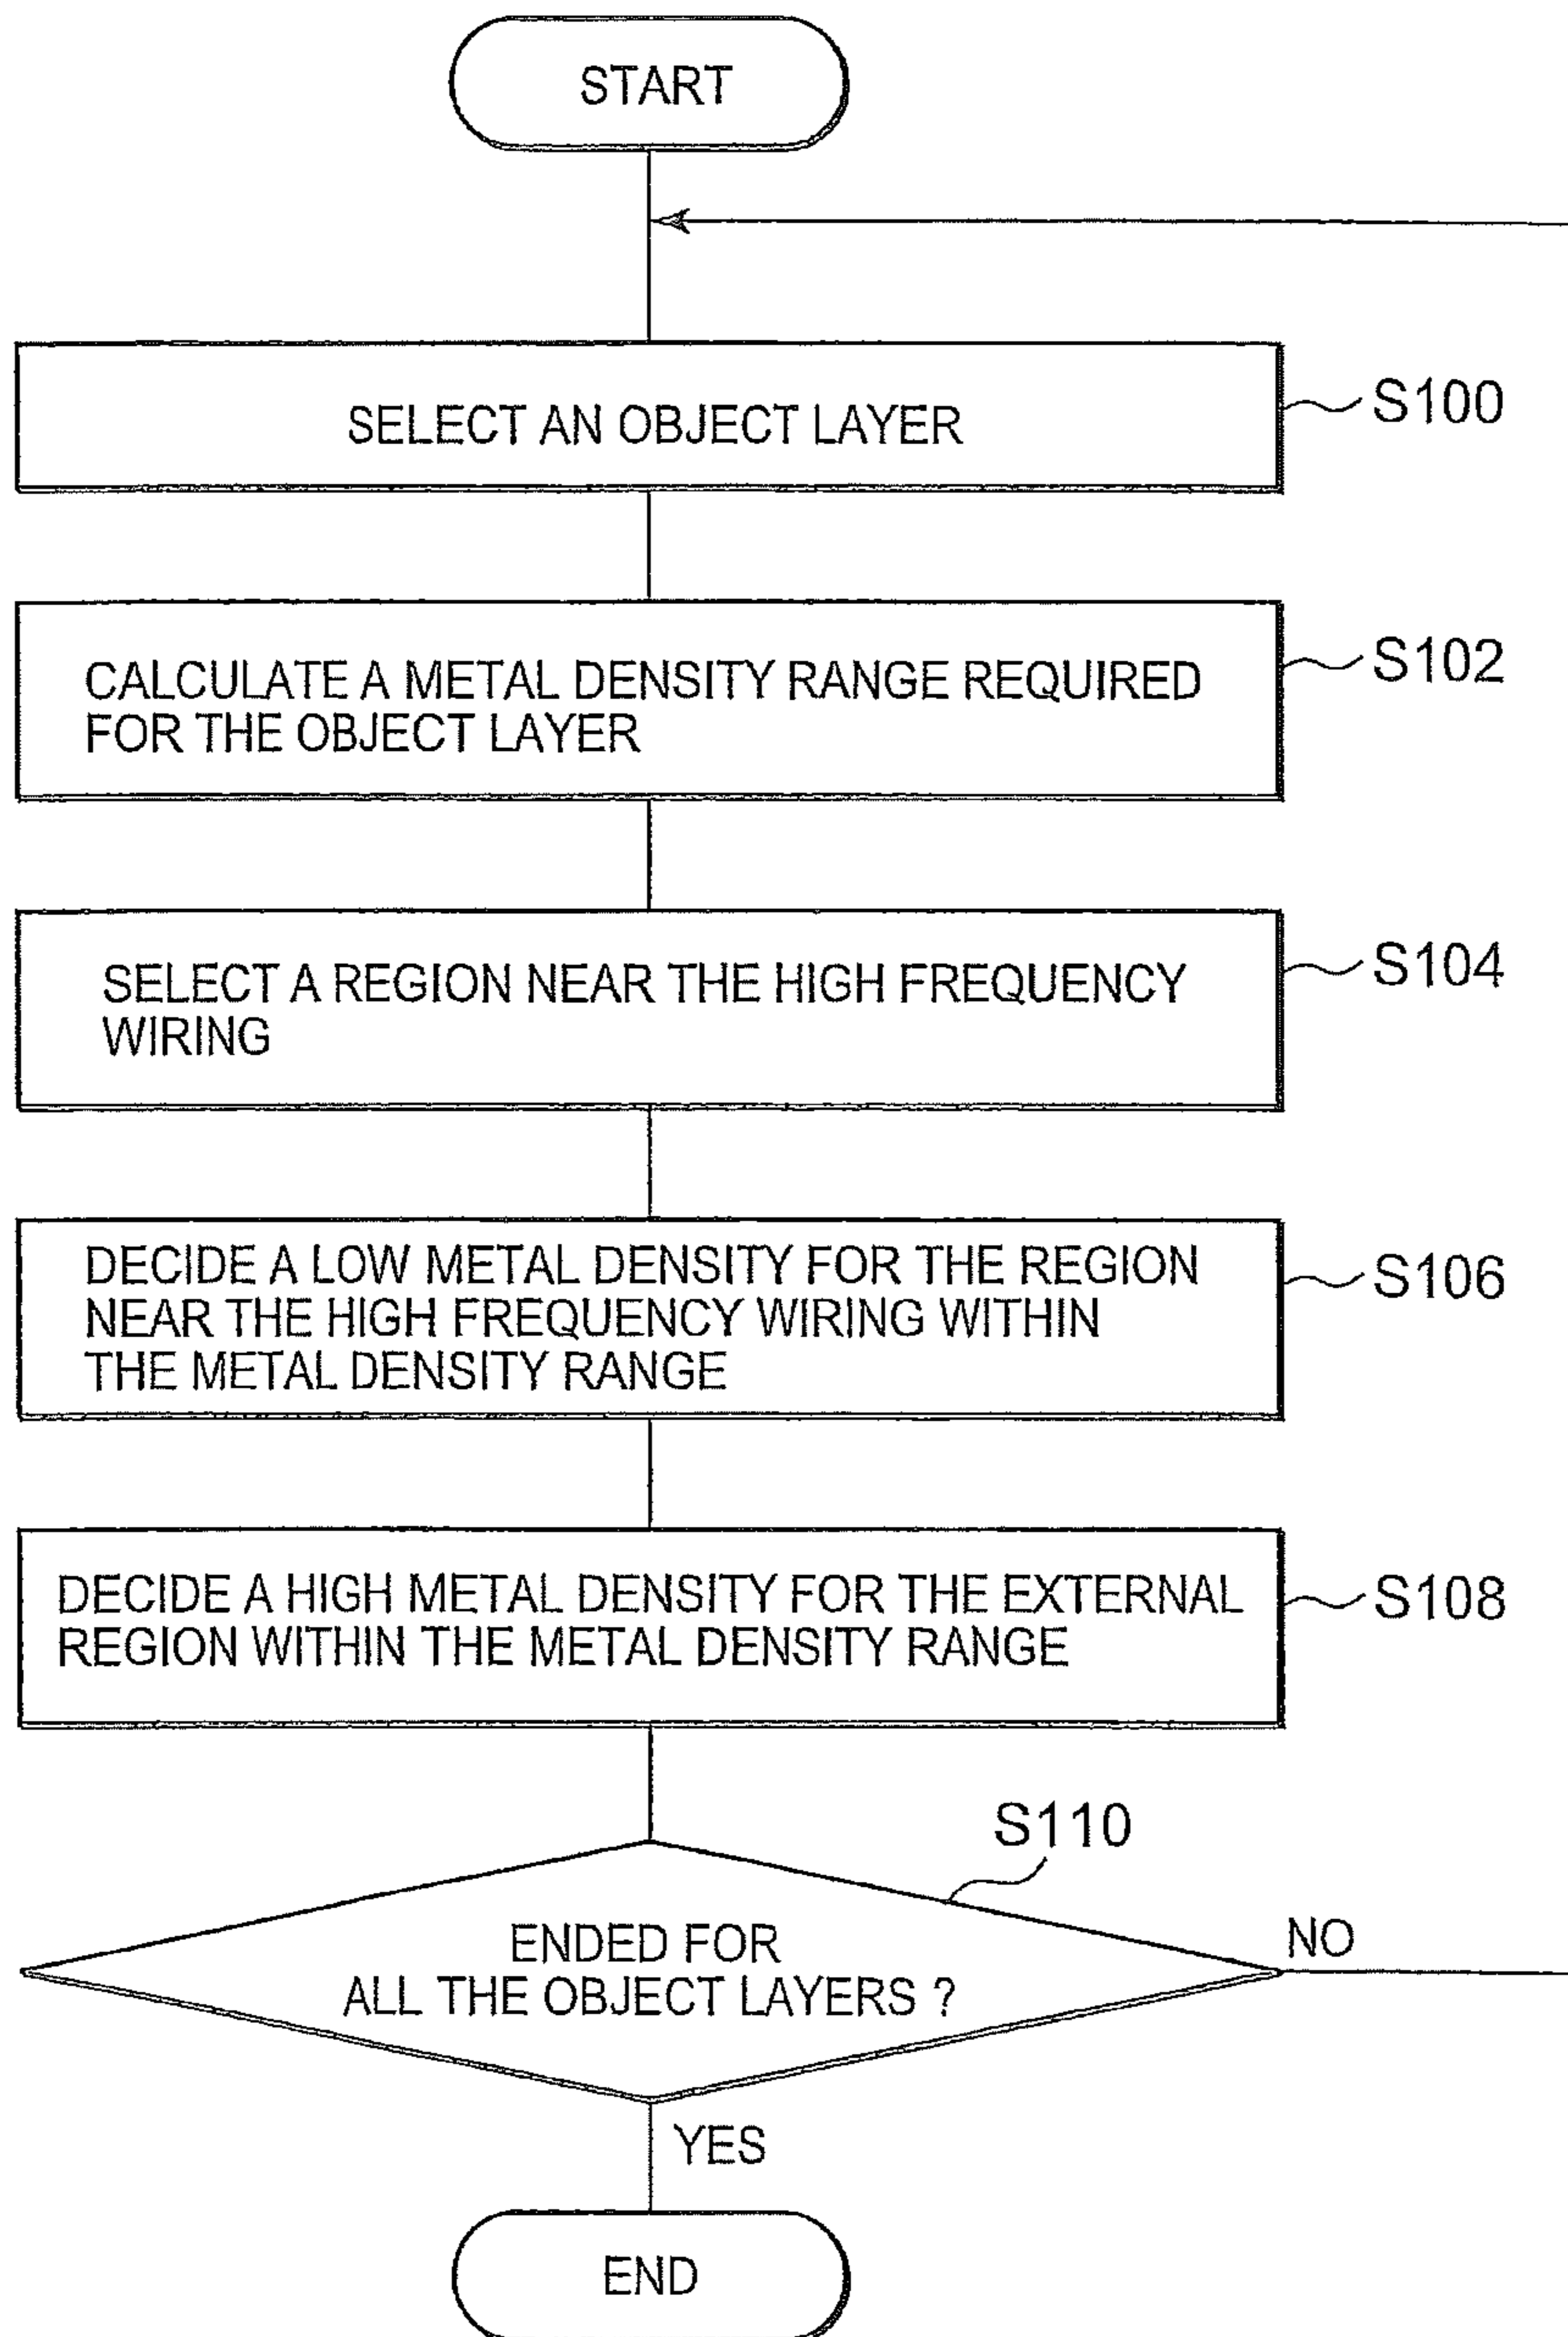 START
SELECT AN OBJECT LAYER
S100
CALCULATE A METAL DENSITY RANGE REQUIRED
FOR THE OBJECT LAYER
S102
SELECT A REGION NEAR THE HIGH FREQUENCY
WIRING
S104
DECIDE A LOW METAL DENSITY FOR THE REGION
NEAR THE HIGH FREQUENCY WIRING WITHIN
THE METAL DENSITY RANGE
S106
DECIDE A HIGH METAL DENSITY FOR THE EXTERNAL
REGION WITHIN THE METAL DENSITY RANGE
S108
S110
ENDED FOR
ALL THE OBJECT LAYERS ?
NO
YES
END